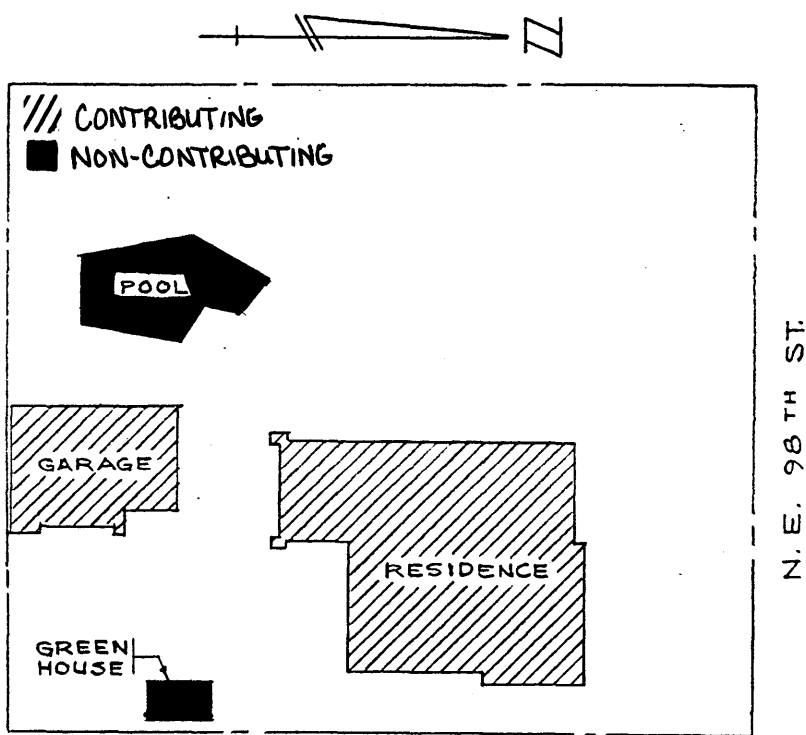 N
CONTRIBUTING
NON-CONTRIBUTING
POOL
GARAGE
RESIDENCE
GREEN
HOUSE
N.E. 98TH ST.